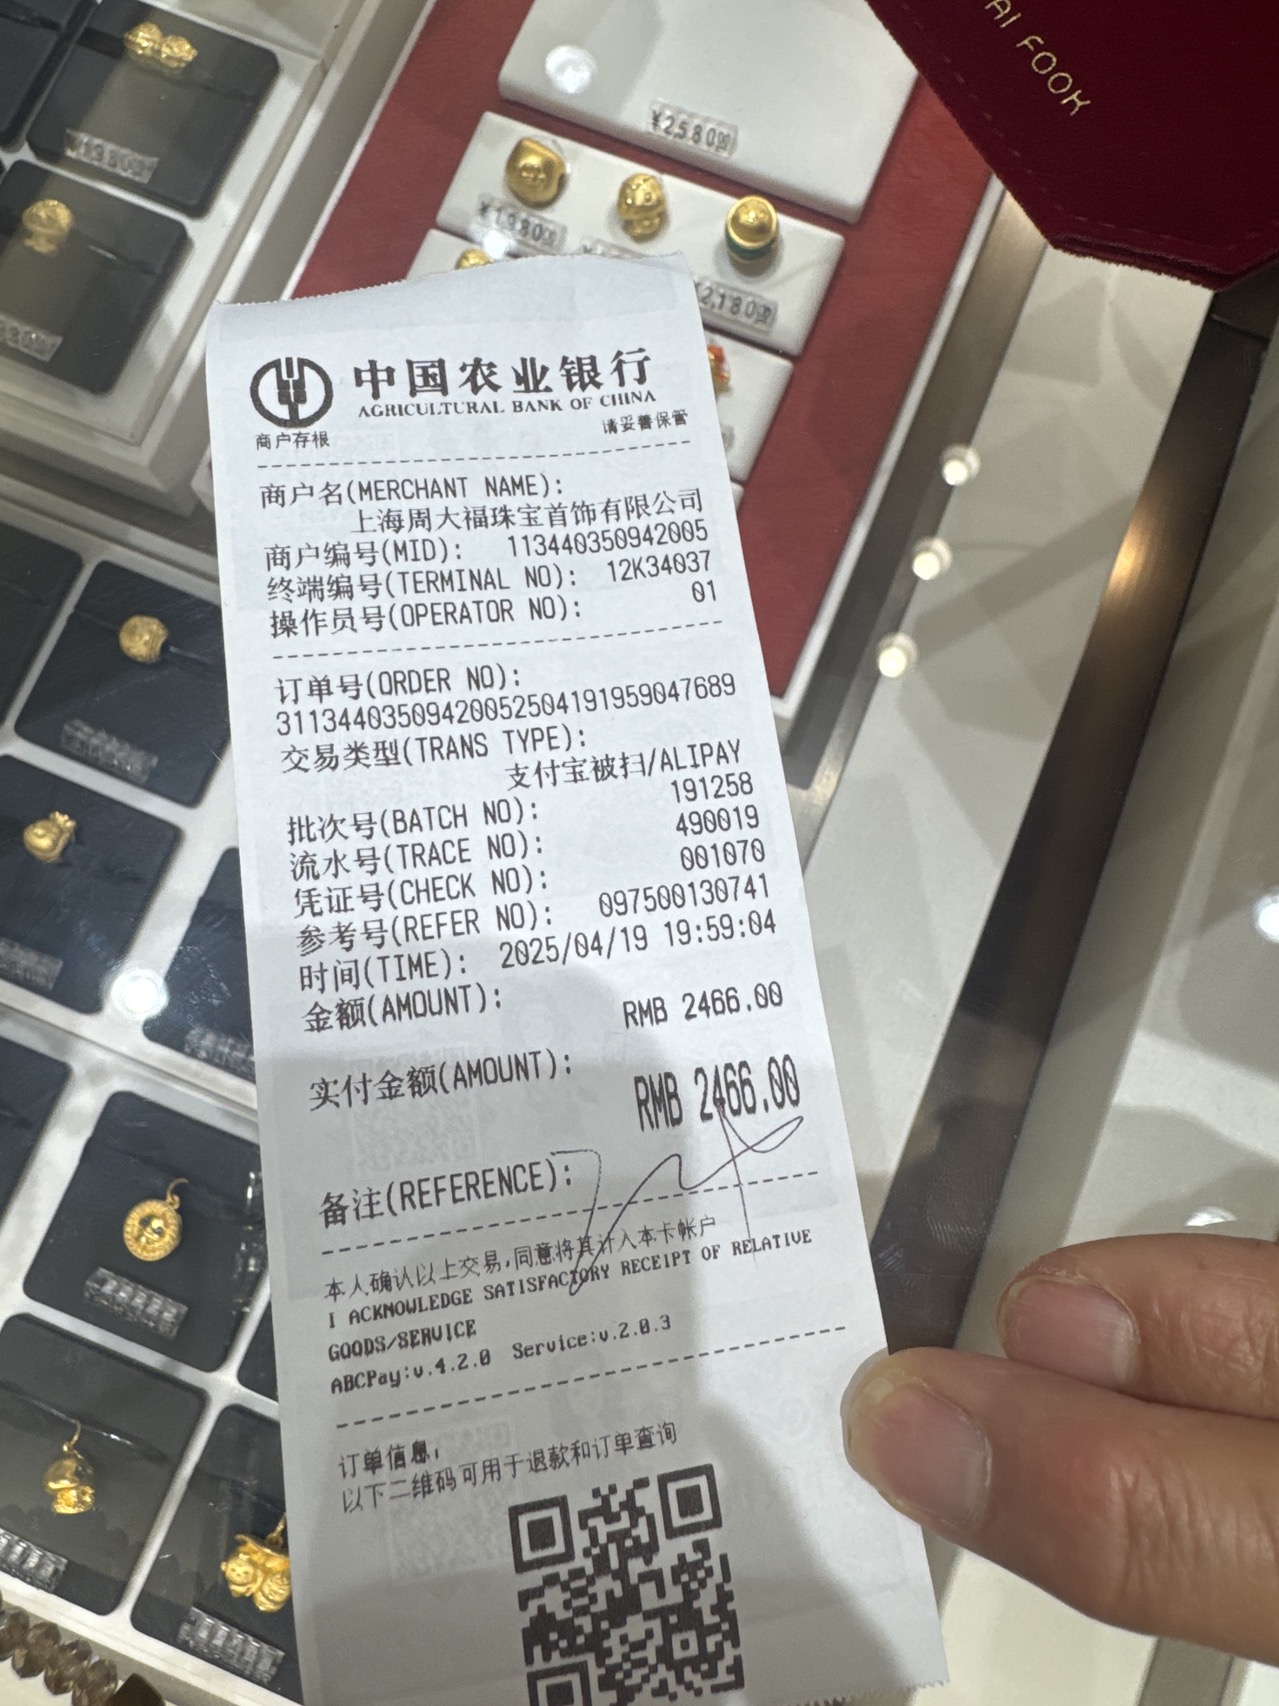 AI FOOK
¥2580
¥1980
2,180
中国农业银行
AGRICULTURAL BANK OF CHINA
商户存根
请妥善保管
商户名(MERCHANT NAME):
上海周大福珠宝首饰有限公司
商户编号(MID): 113440350942005
终端编号(TERMINAL NO): 12K34037
操作员号(OPERATOR NO): 01
订单号(ORDER NO):
31134403509420052504191959047689
交易类型(TRANS TYPE):
支付宝被扫/ALIPAY
批次号(BATCH NO): 191258
流水号(TRACE NO): 490019
凭证号(CHECK NO): 001070
参考号(REFER NO): 097500130741
时间(TIME): 2025/04/19 19:59:04
金额(AMOUNT):
RMB 2466.00
实付金额(AMOUNT):
RMB 2466.00
备注(REFERENCE):
本人确认以上交易,同意将其计入本卡帐户
I ACKNOWLEDGE SATISFACTORY RECEIPT OF RELATIVE
GOODS/SERVICE
ABCPay:v.4.2.0 Service:v.2.0.3
订单信息:
以下二维码可用于退款和订单查询